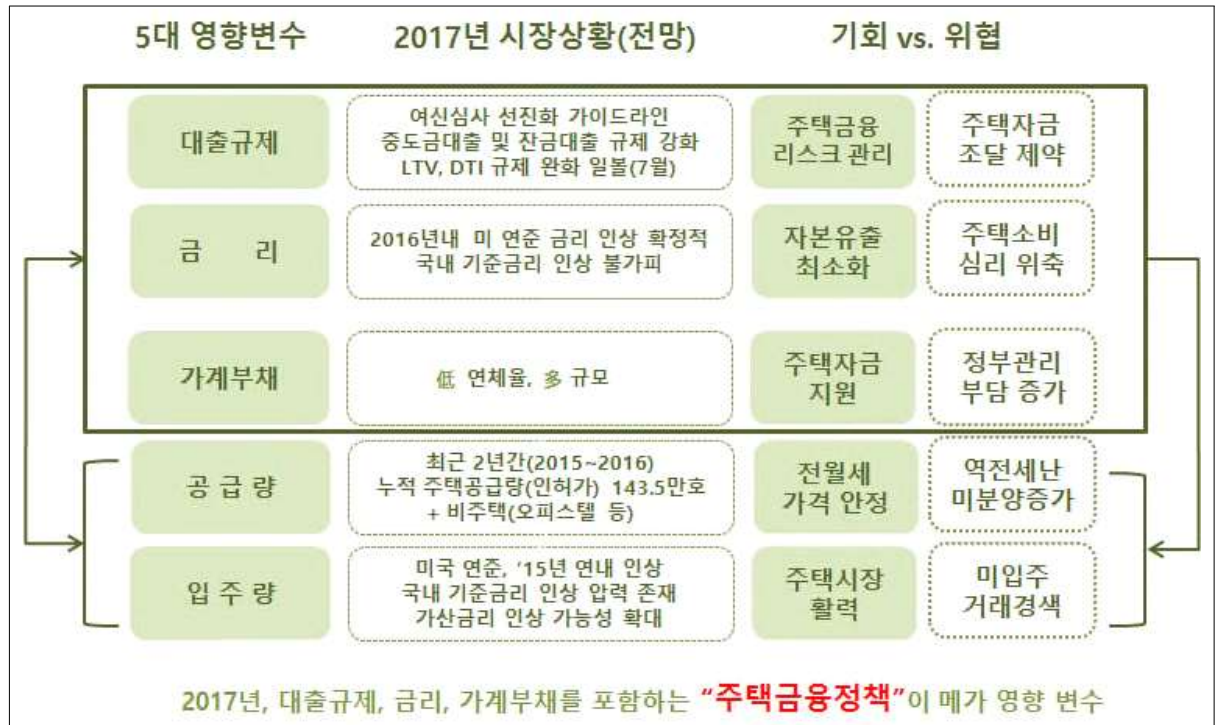 5대 영향변수
2017년 시장상황(전망)
기회 vs. 위협
대출규제
여신심사 선진화 가이드라인
중도금대출 및 잔금대출 규제 강화
LTV, DTI 규제 완화 일몰(7월)
주택금융
리스크 관리
주택자금
조달 제약
금 리
2016년내 미 연준 금리 인상 확정적
국내 기준금리 인상 불가피
자본유출
최소화
주택소비
심리 위축
가계부채
低 연체율, 多 규모
주택자금
지원
정부관리
부담 증가
공 급 량
최근 2년간(2015~2016)
누적 주택공급량(인허가) 143.5만호
+ 비주택(오피스텔 등)
전월세
가격 안정
역전세난
미분양증가
입 주 량
미국 연준, '15년 연내 인상
국내 기준금리 인상 압력 존재
가산금리 인상 가능성 확대
주택시장
활력
미입주
거래경색
2017년, 대출규제, 금리, 가계부채를 포함하는 “주택금융정책”이 메가 영향 변수